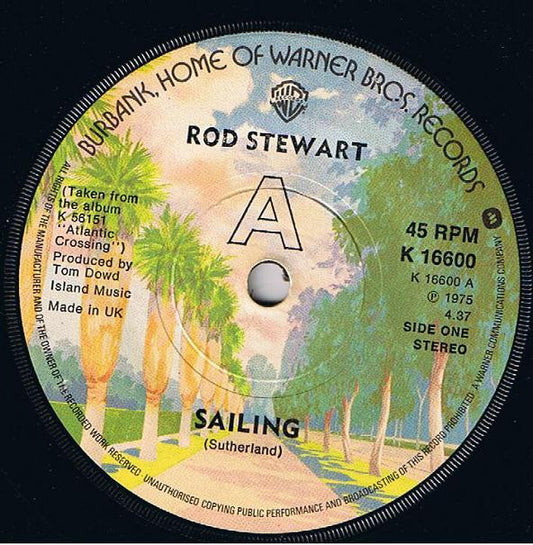 BURBANK, HOME OF WARNER BROS. RECORDS
ROD STEWART
A
(Taken from
the album
K 56151
"Atlantic
Crossing")
Produced by
Tom Dowd
Island Music
Made in UK
45 RPM
K 16600
K 16600 A
℗ 1975
4.37
SIDE ONE
STEREO
SAILING
(Sutherland)
ALL RIGHTS OF THE MANUFACTURER AND OF THE OWNER OF THE RECORDED WORK RESERVED · UNAUTHORISED COPYING PUBLIC PERFORMANCE AND BROADCASTING OF THIS RECORD PROHIBITED A WARNER COMMUNICATIONS COMPANY